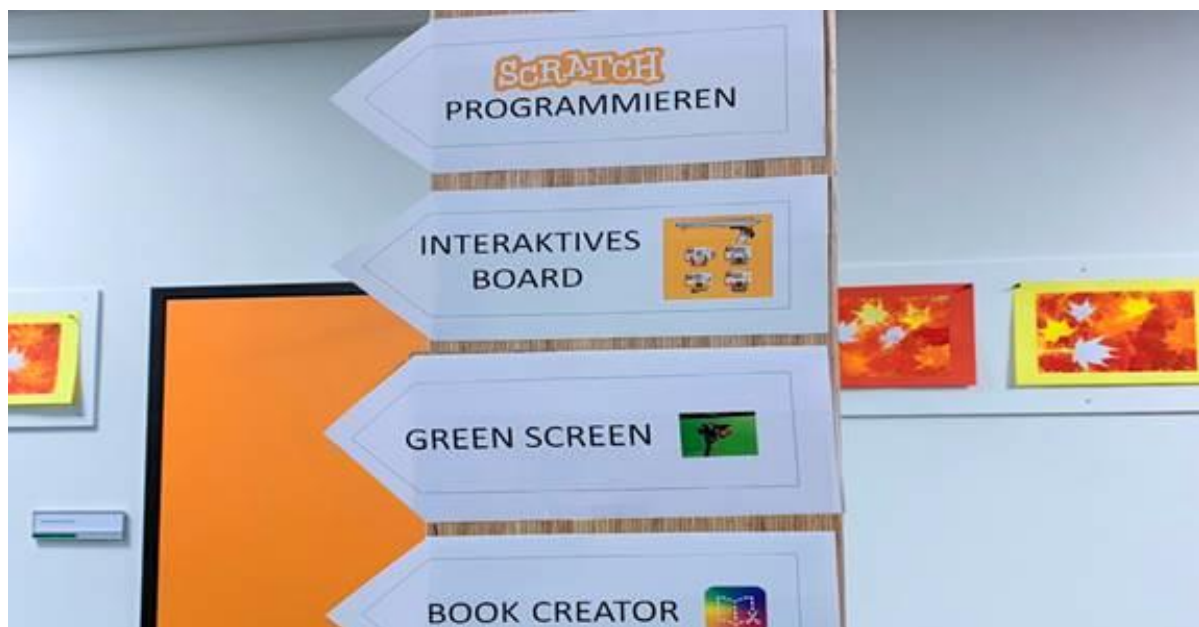 SCRATCH
PROGRAMMIEREN
INTERAKTIVES
BOARD
GREEN SCREEN
BOOK CREATOR